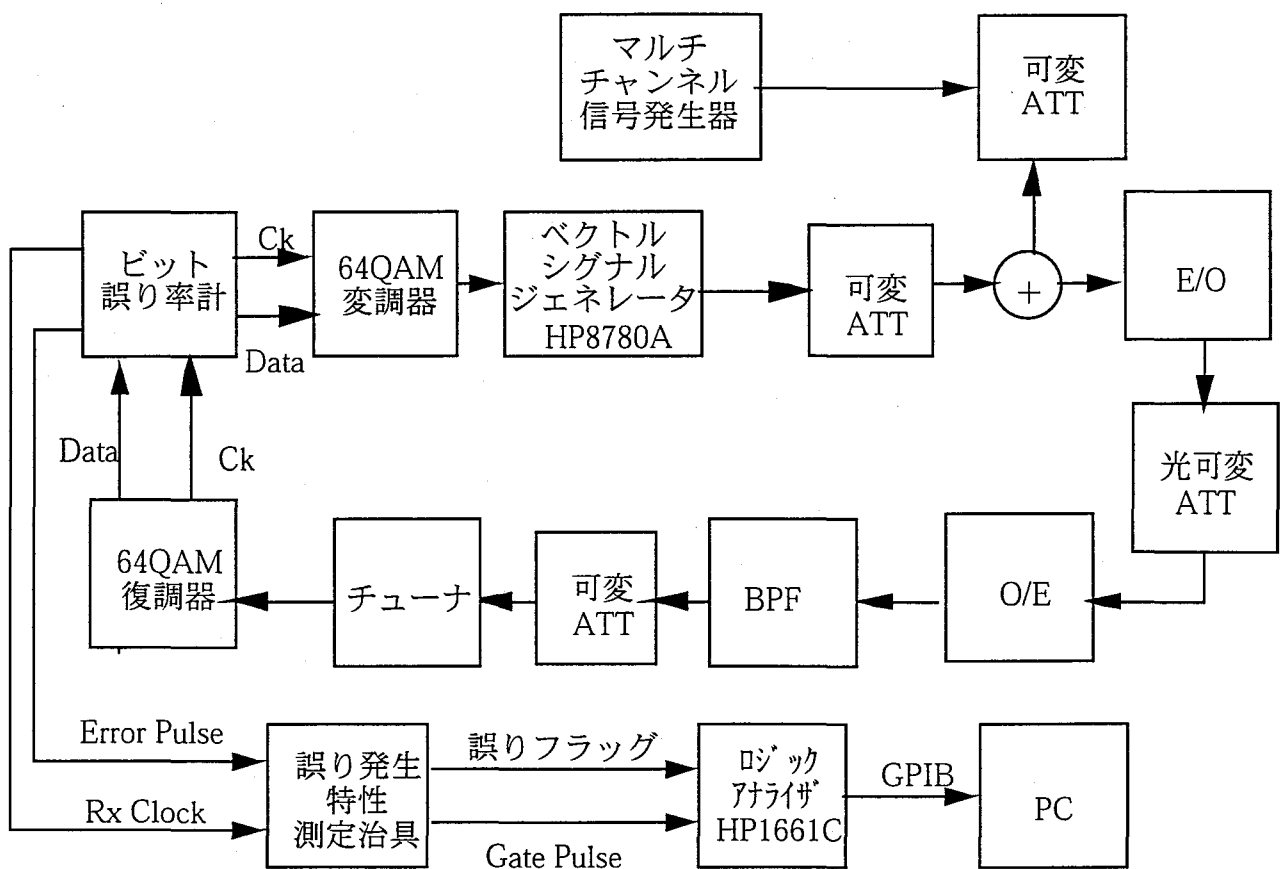 マルチ
チャンネル
信号発生器
可変
ATT
ビット
誤り率計
Ck
Data
64QAM
変調器
ベクトル
シグナル
ジェネレータ
HP8780A
可変
ATT
+
E/O
光可変
ATT
Data
Ck
64QAM
復調器
チューナ
可変
ATT
BPF
O/E
Error Pulse
Rx Clock
誤り発生
特性
測定治具
誤りフラッグ
Gate Pulse
ﾛｼﾞｯｸ
ｱﾅﾗｲｻﾞ
HP1661C
GPIB
PC